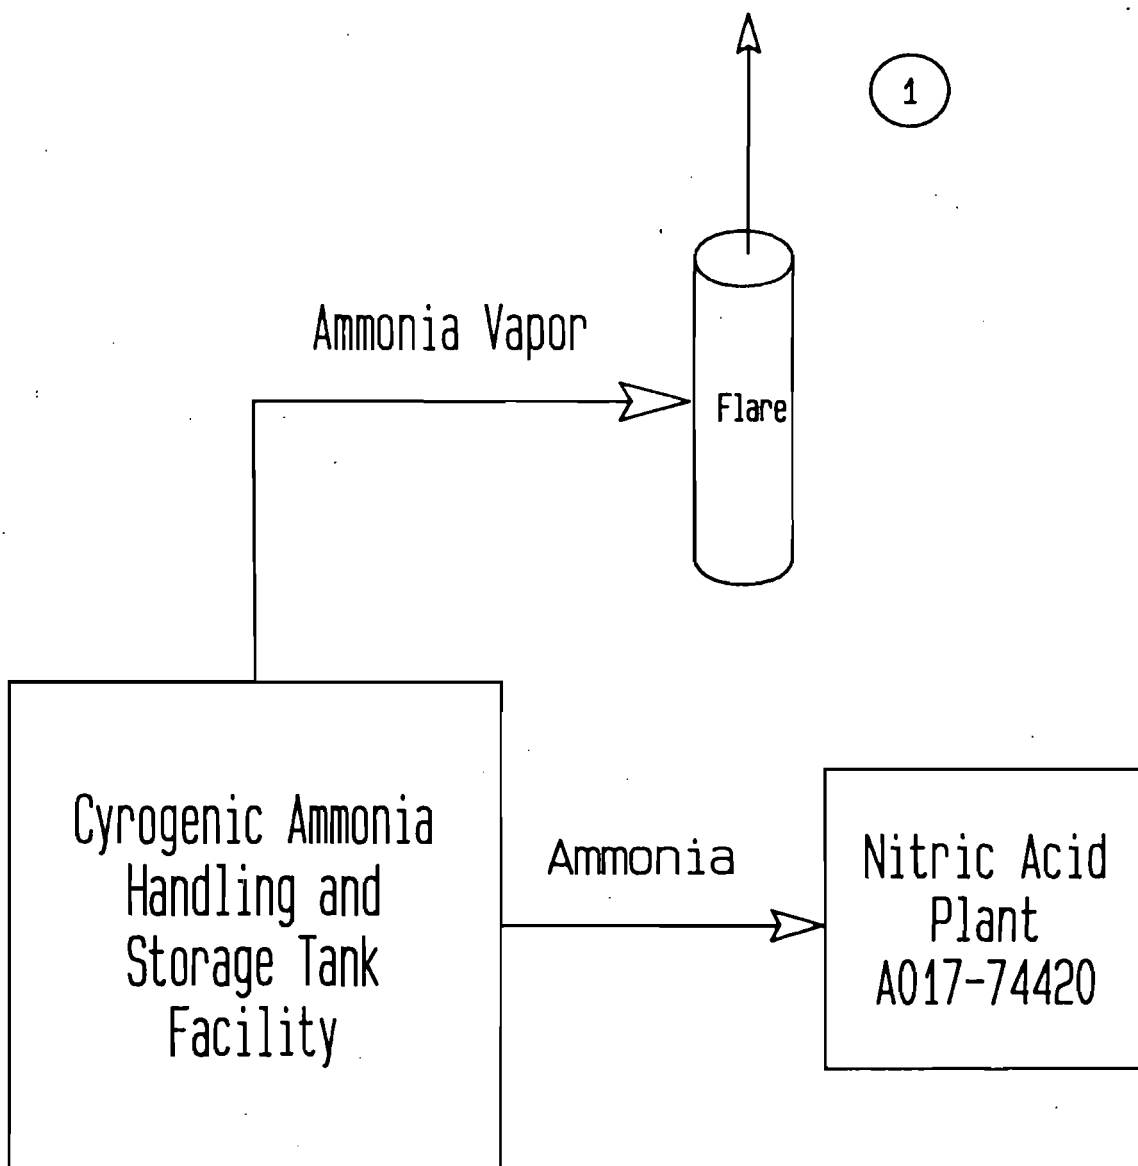 1
Ammonia Vapor
Flare
Cyrogenic Ammonia
Handling and
Storage Tank
Facility
Ammonia
Nitric Acid
Plant
A017-74420